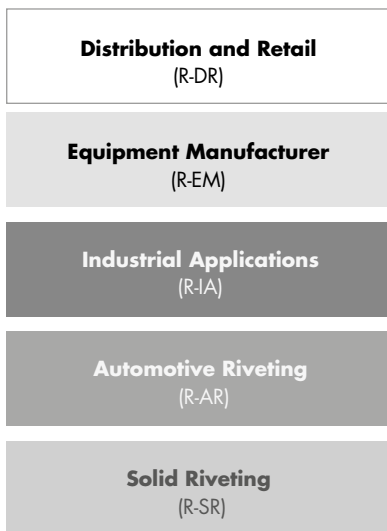 Distribution and Retail
(R-DR)
Equipment Manufacturer
(R-EM)
Industrial Applications
(R-IA)
Automotive Riveting
(R-AR)
Solid Riveting
(R-SR)